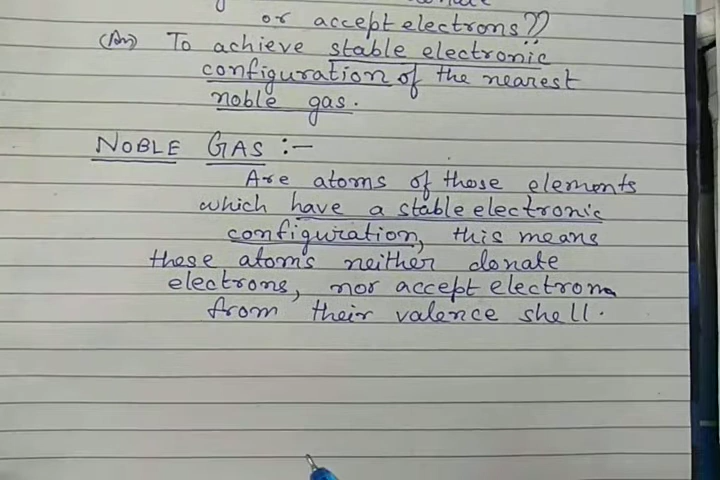 or accept electrons??
(Ans) To achieve stable electronic
configuration of the nearest
noble gas.
NOBLE GAS :-
Are atoms of those elements
which have a stable electronic
configuration, this means
these atoms neither donate
electrons, nor accept electrons
from their valence shell.